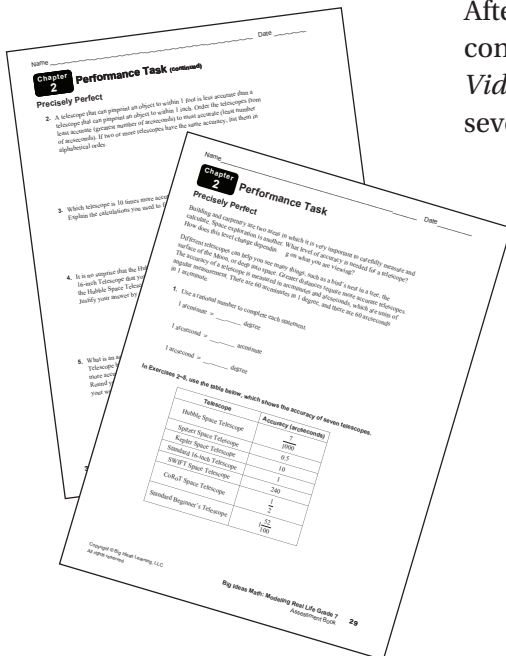 Afte
con
Vid
seve
Name
Date
Chapter 2 Performance Task (continued)
Precisely Perfect
2. A telescope that can pinpoint an object to within 1 foot is less accurate than a
telescope that can pinpoint an object to within 1 inch. Order the telescopes from
least accurate (greatest number of arcseconds) to most accurate (least number
of arcseconds). If two or more telescopes have the same accuracy, list them in
alphabetical order.
3. Which telescope is 10 times more accu
Explain the calculations you used to
4. It is no surprise that the Hub
16-inch Telescope that you
the Hubble Space Telesc
Justify your answer by
5. What is an
Telescope
more accu
Round y
your w
Name
Date
Chapter 2 Performance Task
Precisely Perfect
Building and carpentry are two areas in which it is very important to carefully measure and
calculate. Space exploration is another. What level of accuracy is needed for a telescope?
How does this level change dependin g on what you are viewing?
Different telescopes can help you see many things, such as a bird's nest in a tree, the
surface of the Moon, or deep into space. Greater distances require more accurate telescopes.
The accuracy of a telescope is measured in arcminutes and arcseconds, which are units of
angular measurement. There are 60 arcminutes in 1 degree, and there are 60 arcseconds
in 1 arcminute.
1. Use a rational number to complete each statement.
1 arcminute = ______ degree
1 arcsecond = ______ arcminute
1 arcsecond = ______ degree
In Exercises 2–5, use the table below, which shows the accuracy of seven telescopes.
Telescope Accuracy (arcseconds)
Hubble Space Telescope 7/1000
Spitzer Space Telescope 0.5
Kepler Space Telescope 10
Standard 16-inch Telescope 1
SWIFT Space Telescope 240
CoRoT Space Telescope 1/2
Standard Beginner's Telescope 1 52/100
Copyright © Big Ideas Learning, LLC
All rights reserved.
Big Ideas Math: Modeling Real Life Grade 7
Assessment Book
29